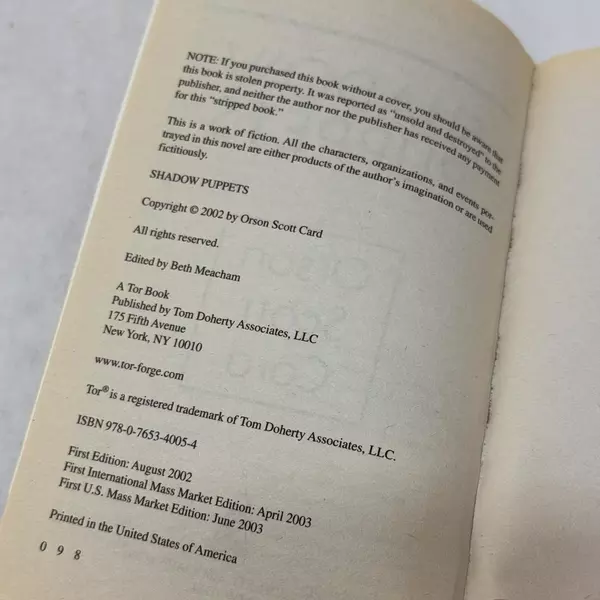 NOTE: If you purchased this book without a cover, you should be aware that
this book is stolen property. It was reported as "unsold and destroyed" to the
publisher, and neither the author nor the publisher has received any payment
for this "stripped book."
This is a work of fiction. All the characters, organizations, and events por-
trayed in this novel are either products of the author's imagination or are used
fictitiously.
SHADOW PUPPETS
Copyright © 2002 by Orson Scott Card
All rights reserved.
Edited by Beth Meacham
A Tor Book
Published by Tom Doherty Associates, LLC
175 Fifth Avenue
New York, NY 10010
www.tor-forge.com
Tor® is a registered trademark of Tom Doherty Associates, LLC.
ISBN 978-0-7653-4005-4
First Edition: August 2002
First International Mass Market Edition: April 2003
First U.S. Mass Market Edition: June 2003
Printed in the United States of America
0 9 8